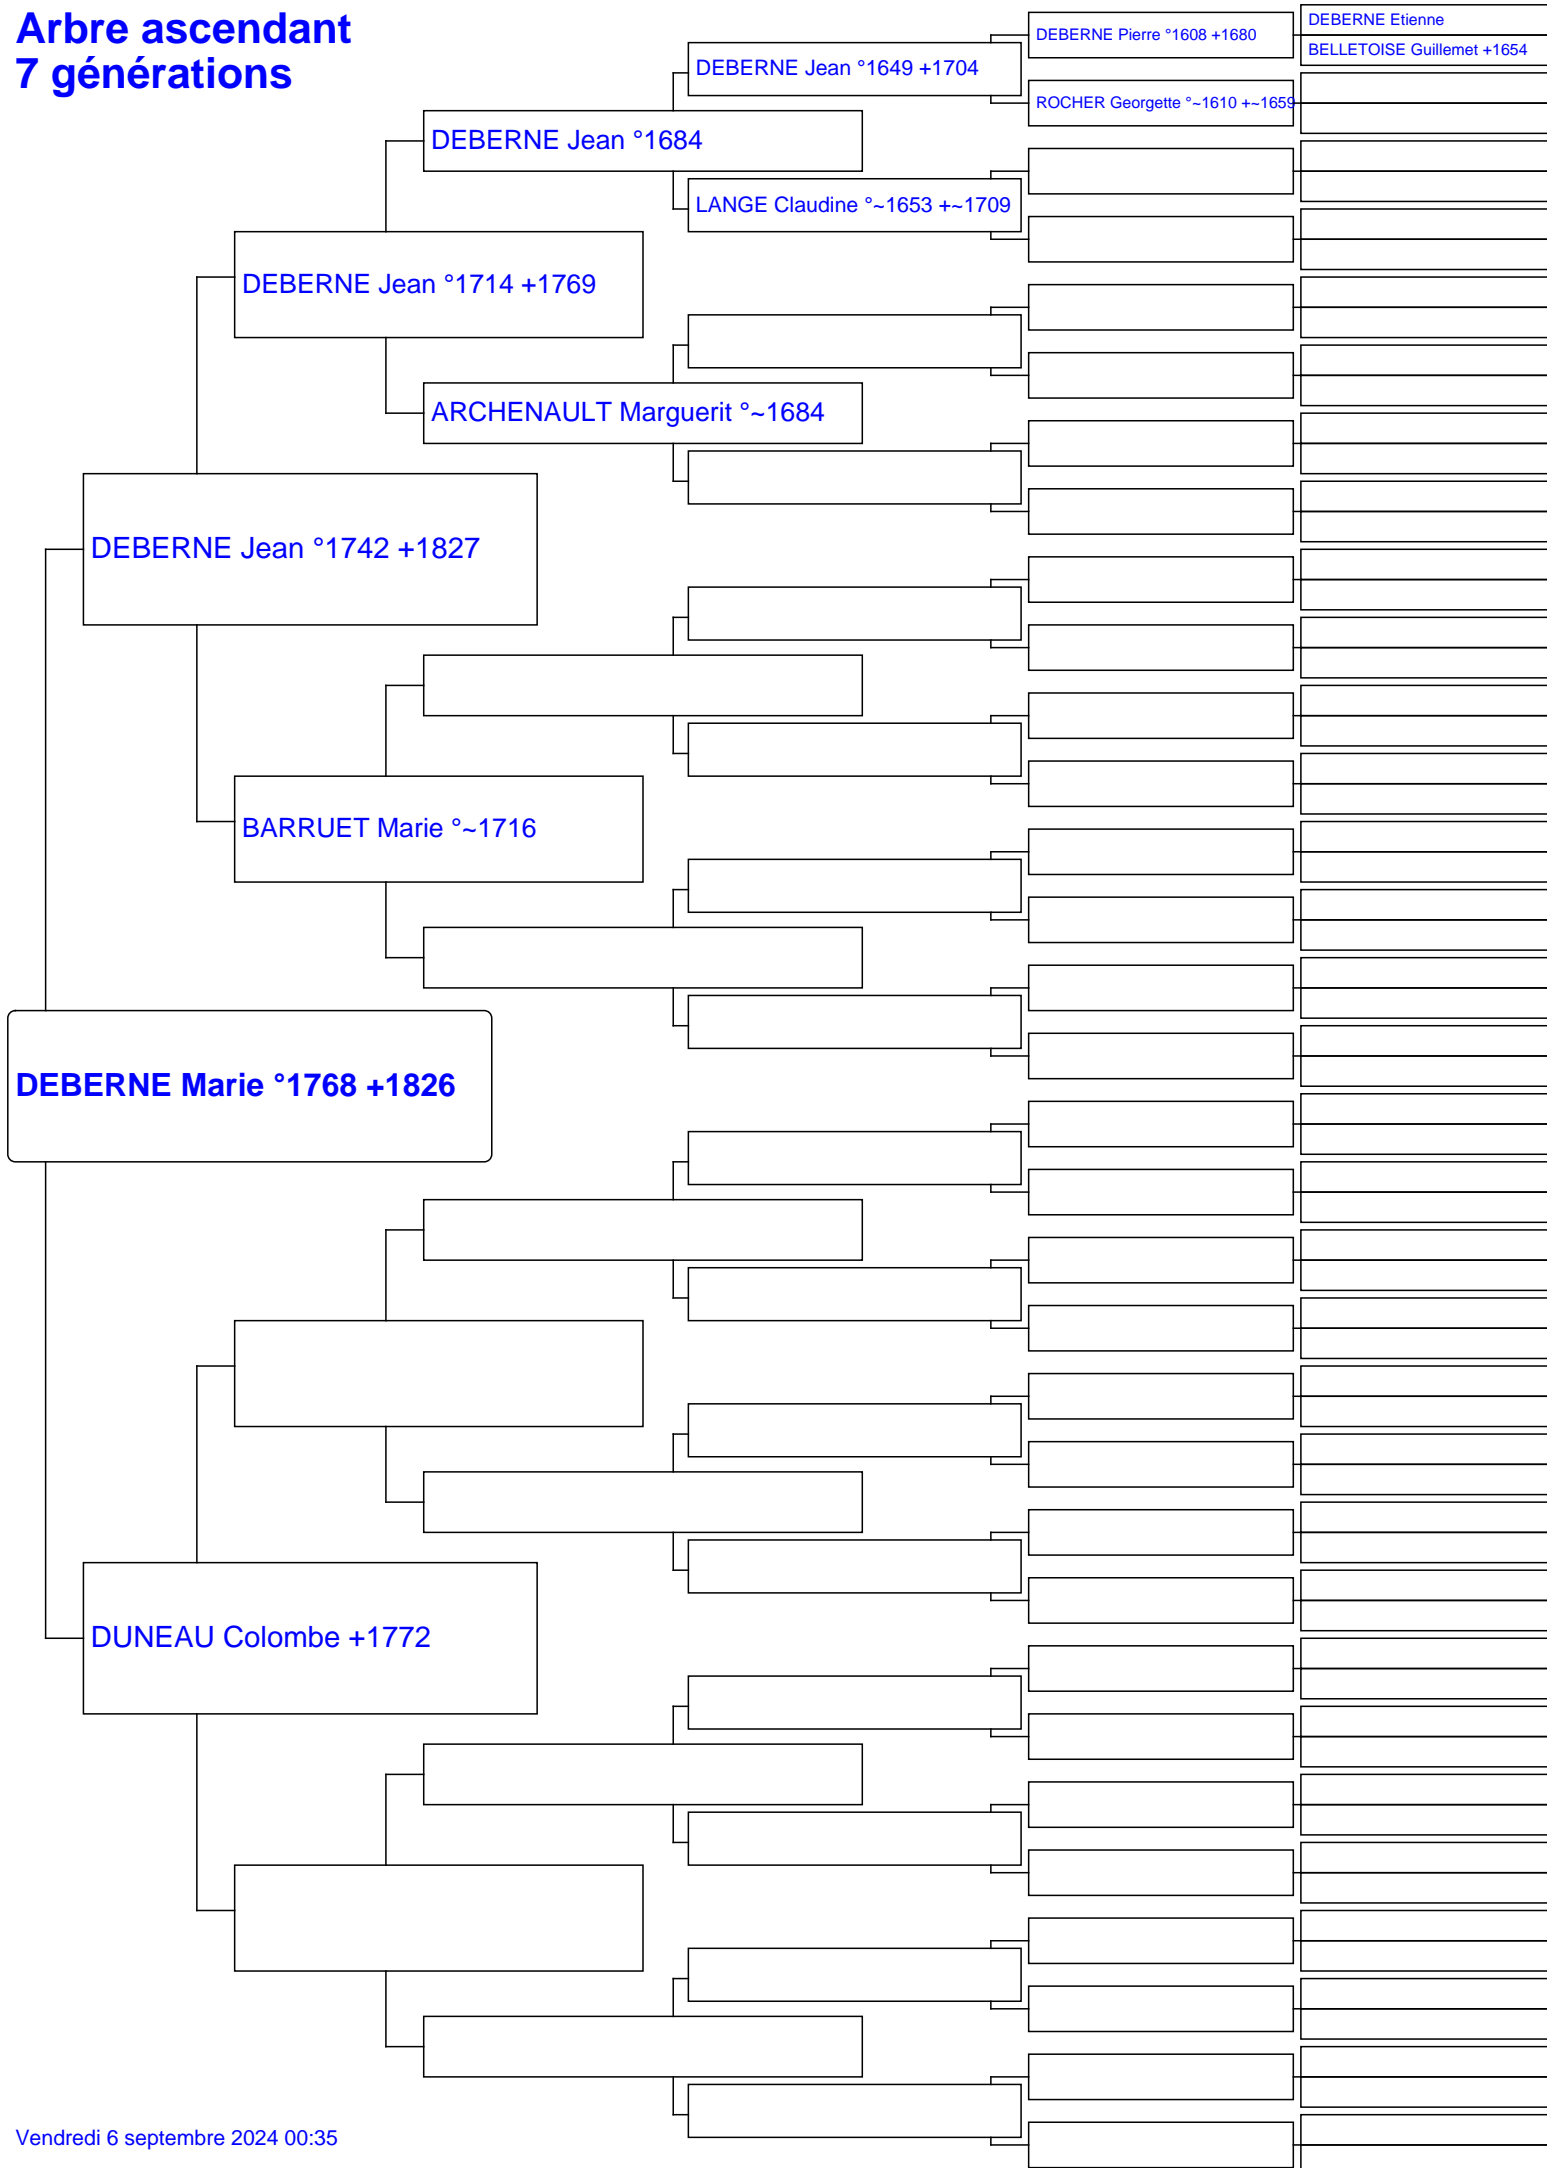 Arbre ascendant
7 générations
DEBERNE Etienne
DEBERNE Pierre °1608 +1680
BELLETOISE Guillemet +1654
DEBERNE Jean °1649 +1704
ROCHER Georgette °~1610 +~1659
DEBERNE Jean °1684
LANGE Claudine °~1653 +~1709
DEBERNE Jean °1714 +1769
ARCHENAULT Marguerit °~1684
DEBERNE Jean °1742 +1827
BARRUET Marie °~1716
DEBERNE Marie °1768 +1826
DUNEAU Colombe +1772
Vendredi 6 septembre 2024 00:35